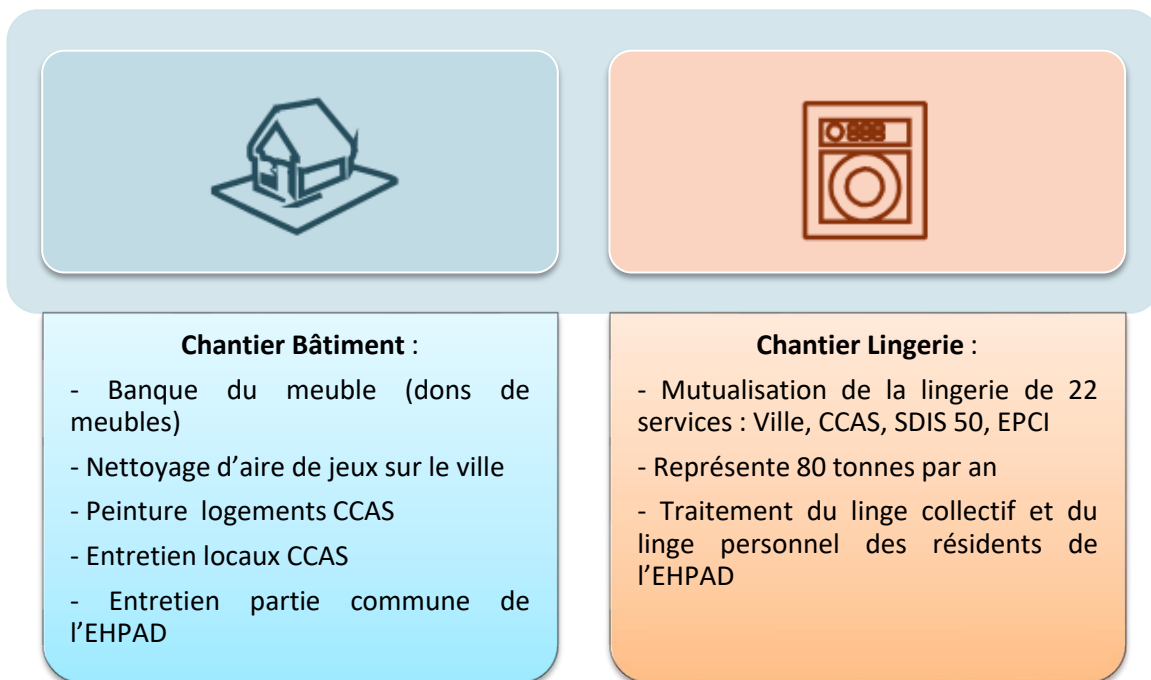 Chantier Bâtiment :
- Banque du meuble (dons de
meubles)
- Nettoyage d’aire de jeux sur le ville
- Peinture logements CCAS
- Entretien locaux CCAS
- Entretien partie commune de
l’EHPAD
Chantier Lingerie :
- Mutualisation de la lingerie de 22
services : Ville, CCAS, SDIS 50, EPCI
- Représente 80 tonnes par an
- Traitement du linge collectif et du
linge personnel des résidents de
l’EHPAD